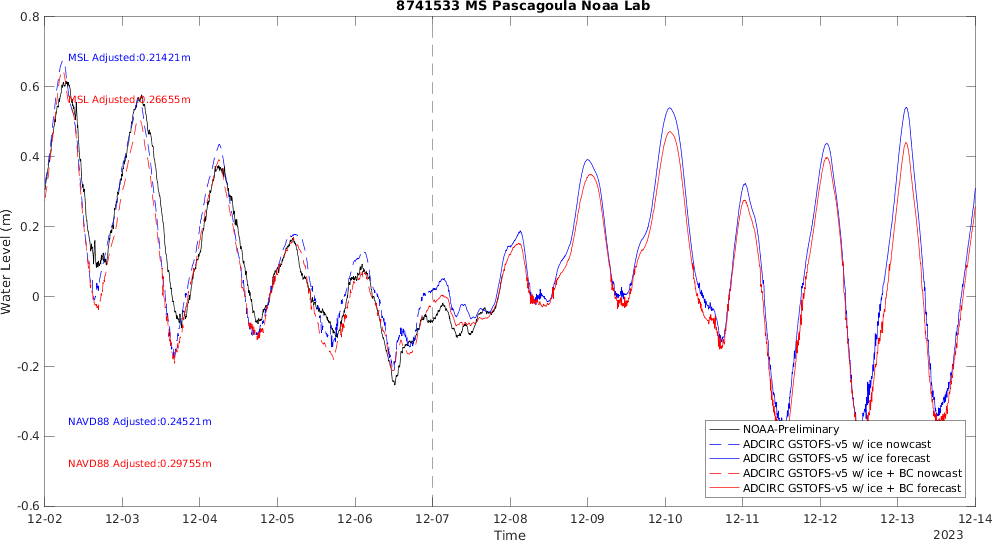 8741533 MS Pascagoula Noaa Lab
0.8
0.6
0.4
0.2
0
-0.2
-0.4
-0.6
Water Level (m)
MSL Adjusted:0.21421m
MSL Adjusted:0.26655m
NAVD88 Adjusted:0.24521m
NAVD88 Adjusted:0.29755m
NOAA-Preliminary
ADCIRC GSTOFS-v5 w/ ice nowcast
ADCIRC GSTOFS-v5 w/ ice forecast
ADCIRC GSTOFS-v5 w/ ice + BC nowcast
ADCIRC GSTOFS-v5 w/ ice + BC forecast
12-02 12-03 12-04 12-05 12-06 12-07 12-08 12-09 12-10 12-11 12-12 12-13 12-14
Time
2023